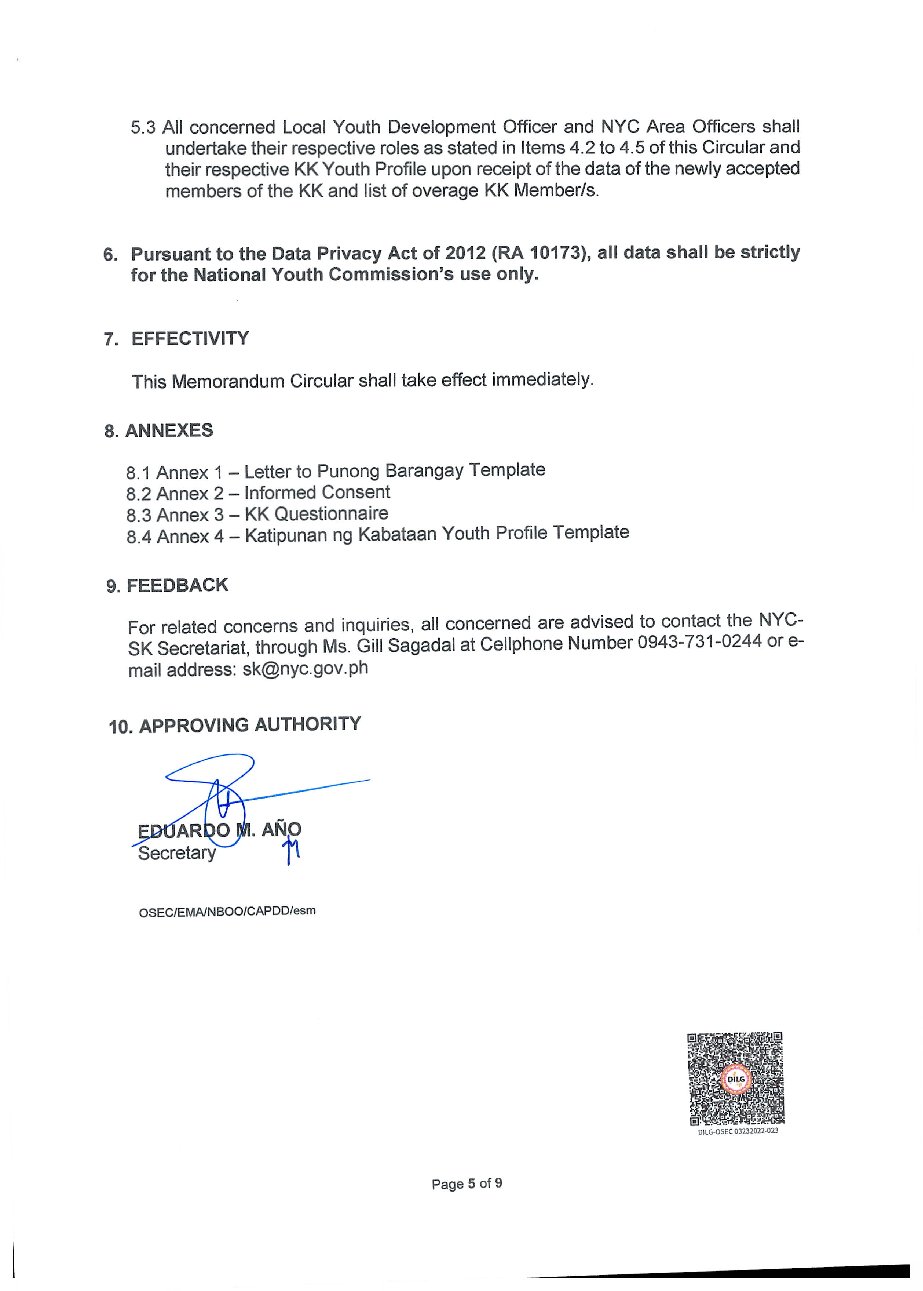 5.3 All concerned Local Youth Development Officer and NYC Area Officers shall
undertake their respective roles as stated in Items 4.2 to 4.5 of this Circular and
their respective KK Youth Profile upon receipt of the data of the newly accepted
members of the KK and list of overage KK Member/s.
6. Pursuant to the Data Privacy Act of 2012 (RA 10173), all data shall be strictly
for the National Youth Commission's use only.
7. EFFECTIVITY
This Memorandum Circular shall take effect immediately.
8. ANNEXES
8.1 Annex 1 – Letter to Punong Barangay Template
8.2 Annex 2 – Informed Consent
8.3 Annex 3 – KK Questionnaire
8.4 Annex 4 – Katipunan ng Kabataan Youth Profile Template
9. FEEDBACK
For related concerns and inquiries, all concerned are advised to contact the NYC-
SK Secretariat, through Ms. Gill Sagadal at Cellphone Number 0943-731-0244 or e-
mail address: sk@nyc.gov.ph
10. APPROVING AUTHORITY
EDUARDO M. AÑO
Secretary
OSEC/EMA/NBOO/CAPDD/esm
DILG
DILG-OSEC 03232022-023
Page 5 of 9